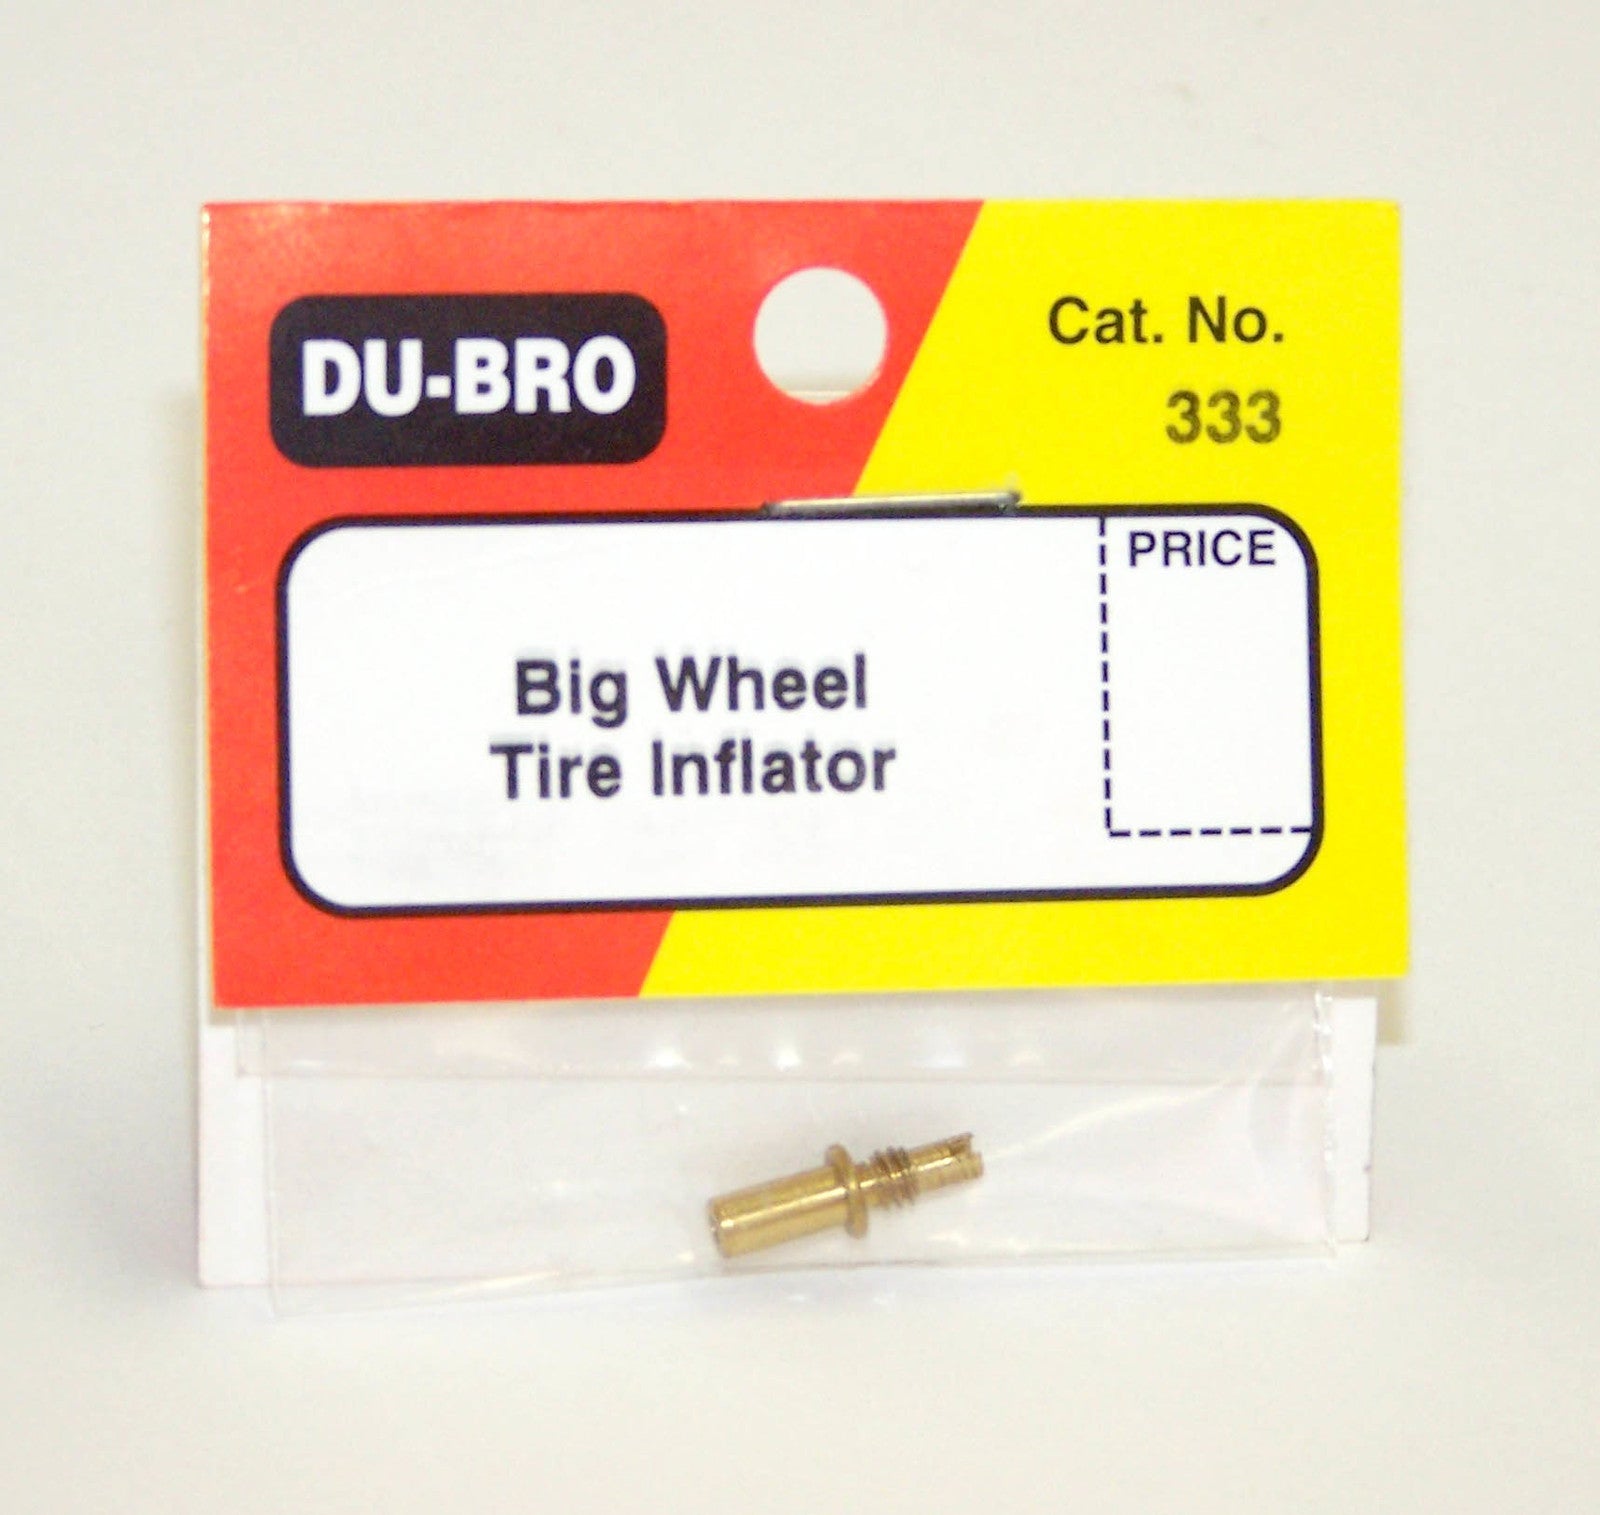 DU-BRO
Cat. No.
333
PRICE
Big Wheel
Tire Inflator